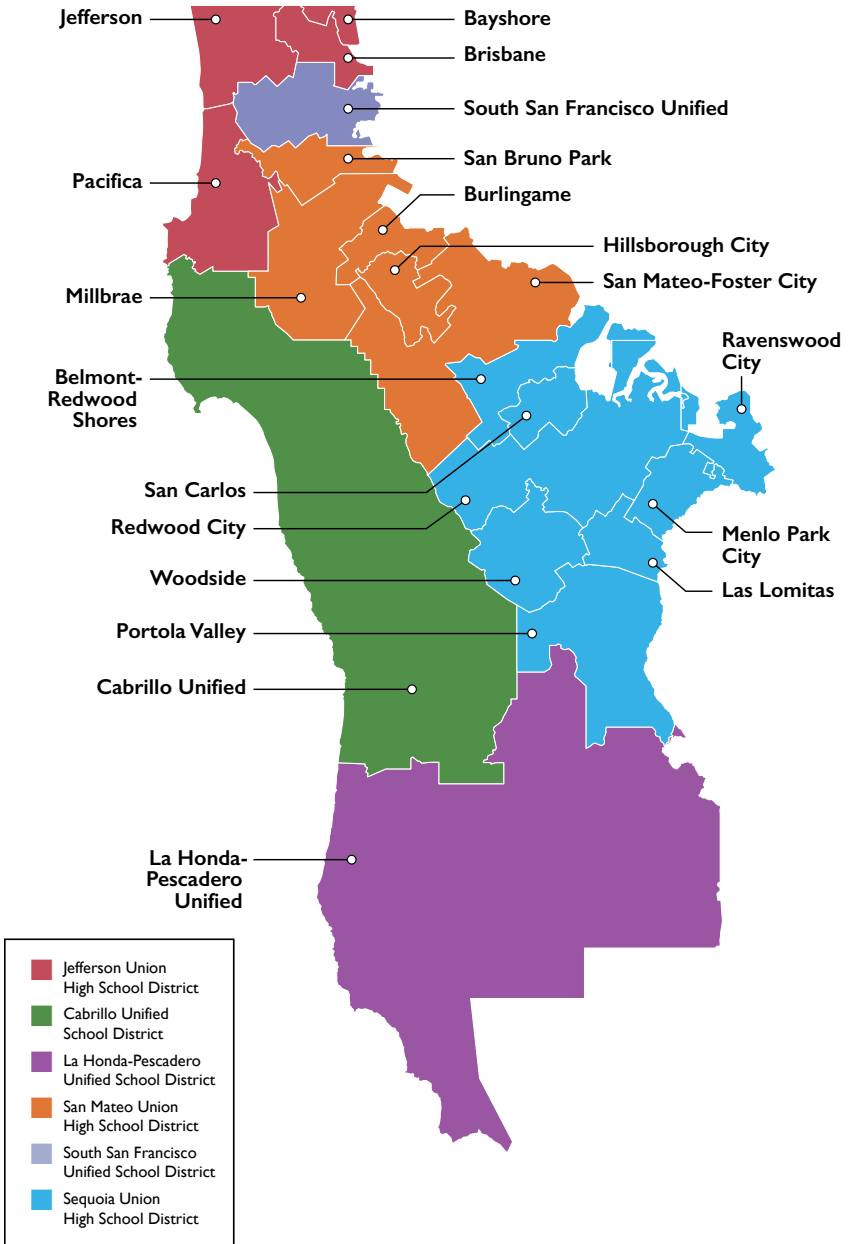 Jefferson
Bayshore
Brisbane
South San Francisco Unified
San Bruno Park
Pacifica
Burlingame
Hillsborough City
San Mateo-Foster City
Millbrae
Ravenswood
City
Belmont-
Redwood
Shores
San Carlos
Redwood City
Menlo Park
City
Woodside
Las Lomitas
Portola Valley
Cabrillo Unified
La Honda-
Pescadero
Unified
Jefferson Union
High School District
Cabrillo Unified
School District
La Honda-Pescadero
Unified School District
San Mateo Union
High School District
South San Francisco
Unified School District
Sequoia Union
High School District